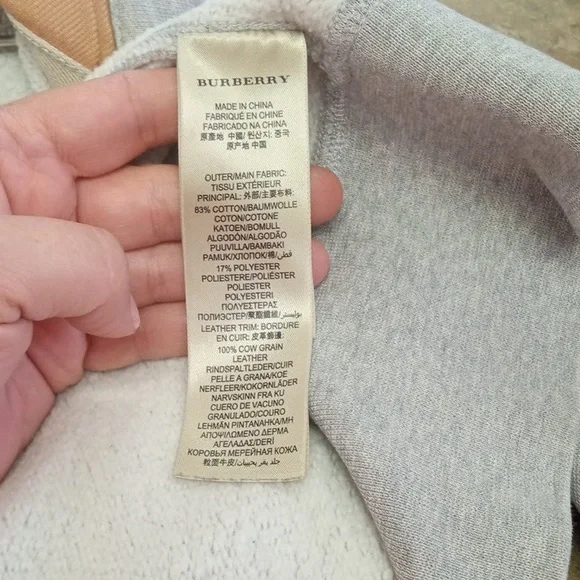 BURBERRY
MADE IN CHINA
FABRIQUÉ EN CHINE
FABRICADO NA CHINA
原產地 中國/ 원산지: 중국
原产地 中国
OUTER/MAIN FABRIC:
TISSU EXTÉRIEUR
PRINCIPAL: 外部/主要布料:
83% COTTON/BAUMWOLLE
COTON/COTONE
KATOEN/BOMULL
ALGODÓN/ALGODÃO
PUUVILLA/BAMBAKI
PAMUK/ХЛОПОК/棉/قطن
17% POLYESTER
POLIESTERE/POLIÉSTER
POLIESTER
POLYESTERI
ΠΟΛΥΕΣΤΕΡΑΣ
ПОЛИЭСТЕР/聚酯纖維/بوليستر
LEATHER TRIM: BORDURE
EN CUIR: 皮革飾邊:
100% COW GRAIN
LEATHER
RINDSPALTLEDER/CUIR
PELLE A GRANA/KOE
NERFLEER/KOKORNLÄDER
NARVSKINN FRA KU
CUERO DE VACUNO
GRANULADO/COURO
LEHMÄN PINTANAHKA/MH
ΑΠΟΨΙΛΩΜΕΝΟ ΔΕΡΜΑ
ΑΓΕΛΑΔΑΣ/DERİ
КОРОВЬЯ МЕРЕЙНАЯ КОЖА
粒面牛皮/جلد بقر بحبيبات